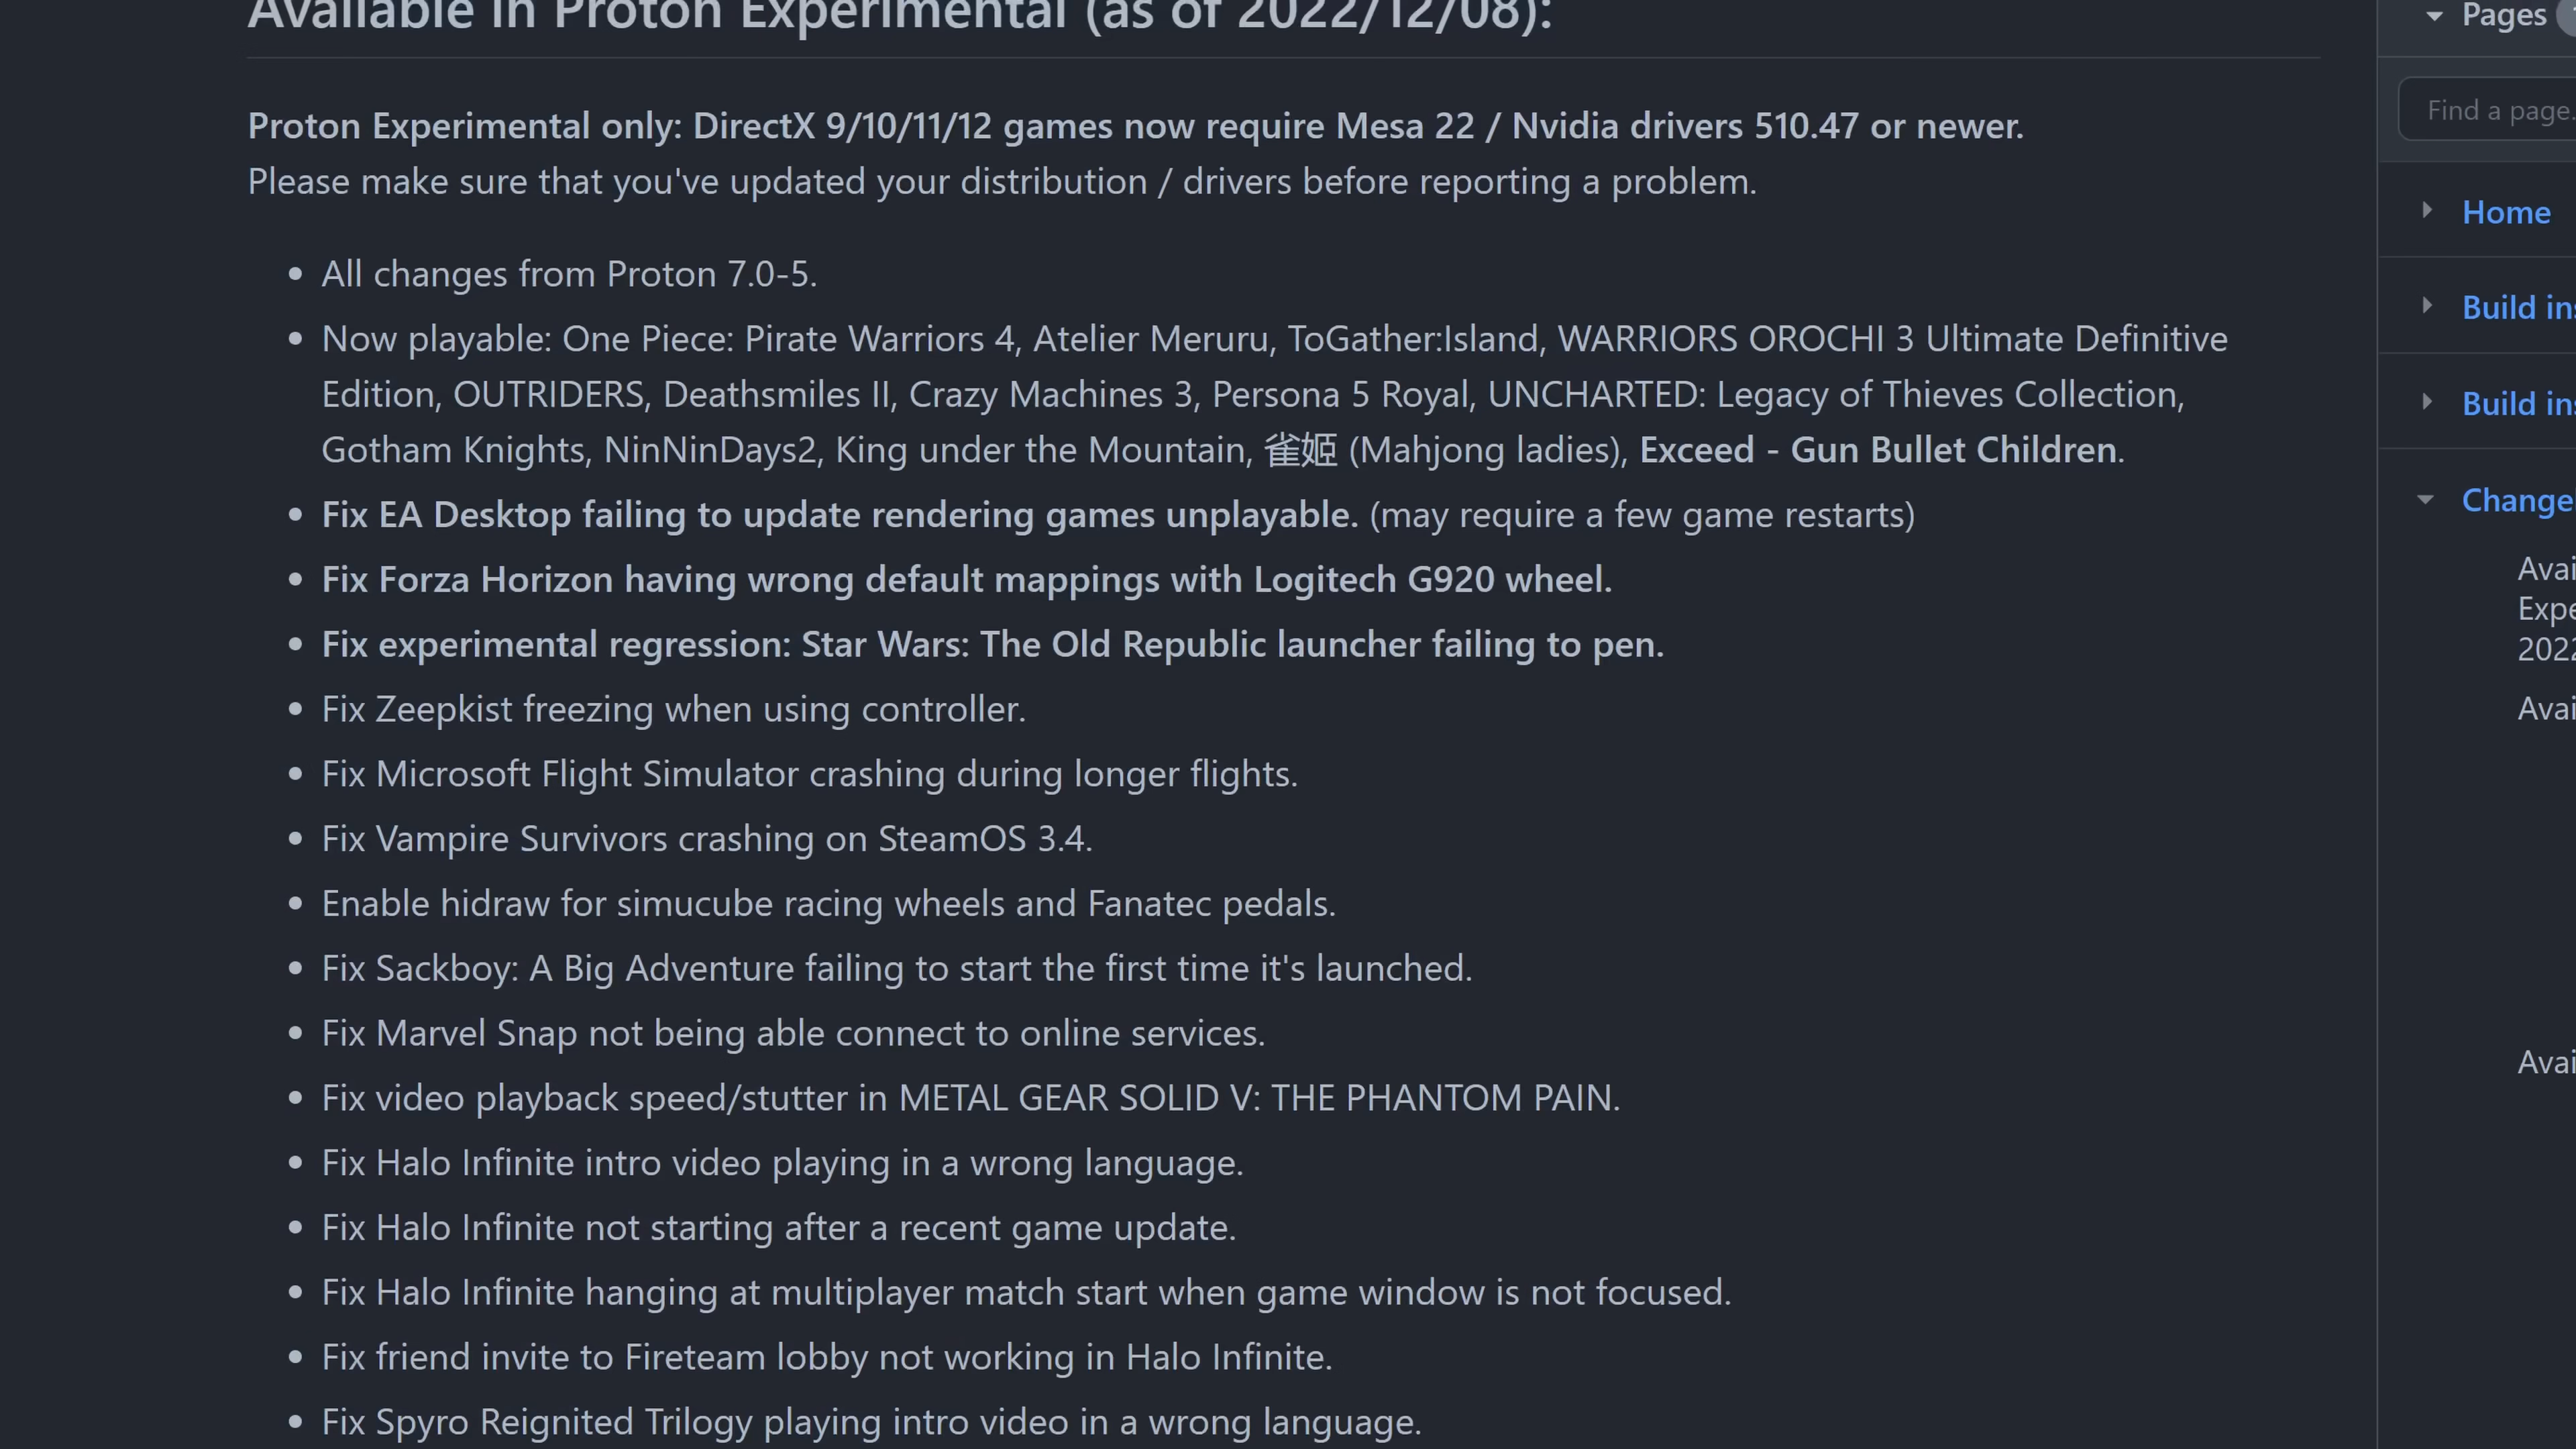 Available in Proton Experimental (as of 2022/12/08):
Proton Experimental only: DirectX 9/10/11/12 games now require Mesa 22 / Nvidia drivers 510.47 or newer.
Please make sure that you've updated your distribution / drivers before reporting a problem.
All changes from Proton 7.0-5.
Now playable: One Piece: Pirate Warriors 4, Atelier Meruru, ToGather:Island, WARRIORS OROCHI 3 Ultimate Definitive
Edition, OUTRIDERS, Deathsmiles II, Crazy Machines 3, Persona 5 Royal, UNCHARTED: Legacy of Thieves Collection,
Gotham Knights, NinNinDays2, King under the Mountain, 雀姬 (Mahjong ladies), Exceed - Gun Bullet Children.
Fix EA Desktop failing to update rendering games unplayable. (may require a few game restarts)
Fix Forza Horizon having wrong default mappings with Logitech G920 wheel.
Fix experimental regression: Star Wars: The Old Republic launcher failing to pen.
Fix Zeepkist freezing when using controller.
Fix Microsoft Flight Simulator crashing during longer flights.
Fix Vampire Survivors crashing on SteamOS 3.4.
Enable hidraw for simucube racing wheels and Fanatec pedals.
Fix Sackboy: A Big Adventure failing to start the first time it's launched.
Fix Marvel Snap not being able connect to online services.
Fix video playback speed/stutter in METAL GEAR SOLID V: THE PHANTOM PAIN.
Fix Halo Infinite intro video playing in a wrong language.
Fix Halo Infinite not starting after a recent game update.
Fix Halo Infinite hanging at multiplayer match start when game window is not focused.
Fix friend invite to Fireteam lobby not working in Halo Infinite.
Fix Spyro Reignited Trilogy playing intro video in a wrong language.
Pages
Find a page.
Home
Build ins
Build ins
Change
Avai
Expe
2022
Avai
Avai